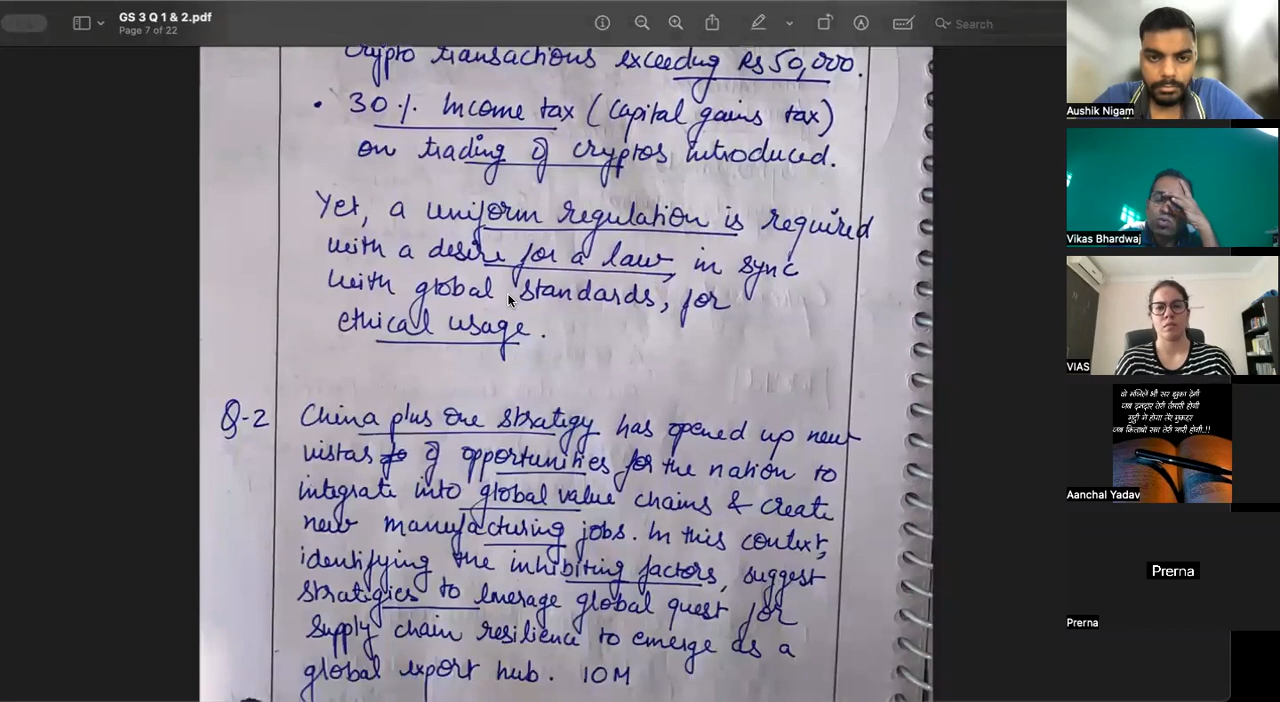 GS 3 Q 1 & 2.pdf
Page 7 of 22
Search
crypto transactions exceeding Rs 50,000.
• 30 % Income tax (capital gains tax)
on trading of cryptos introduced.
Yet, a uniform regulation is required
with a desire for a law, in sync
with global standards, for
ethical usage.
Q-2 China plus one strategy has opened up new
vistas of opportunities for the nation to
integrate into global value chains & create
new manufacturing jobs. In this context,
identifying the inhibiting factors, suggest
strategies to leverage global quest for
supply chain resilience to emerge as a
global export hub. 10M
Aushik Nigam
Vikas Bhardwaj
VIAS
Aanchal Yadav
Prerna
Prerna